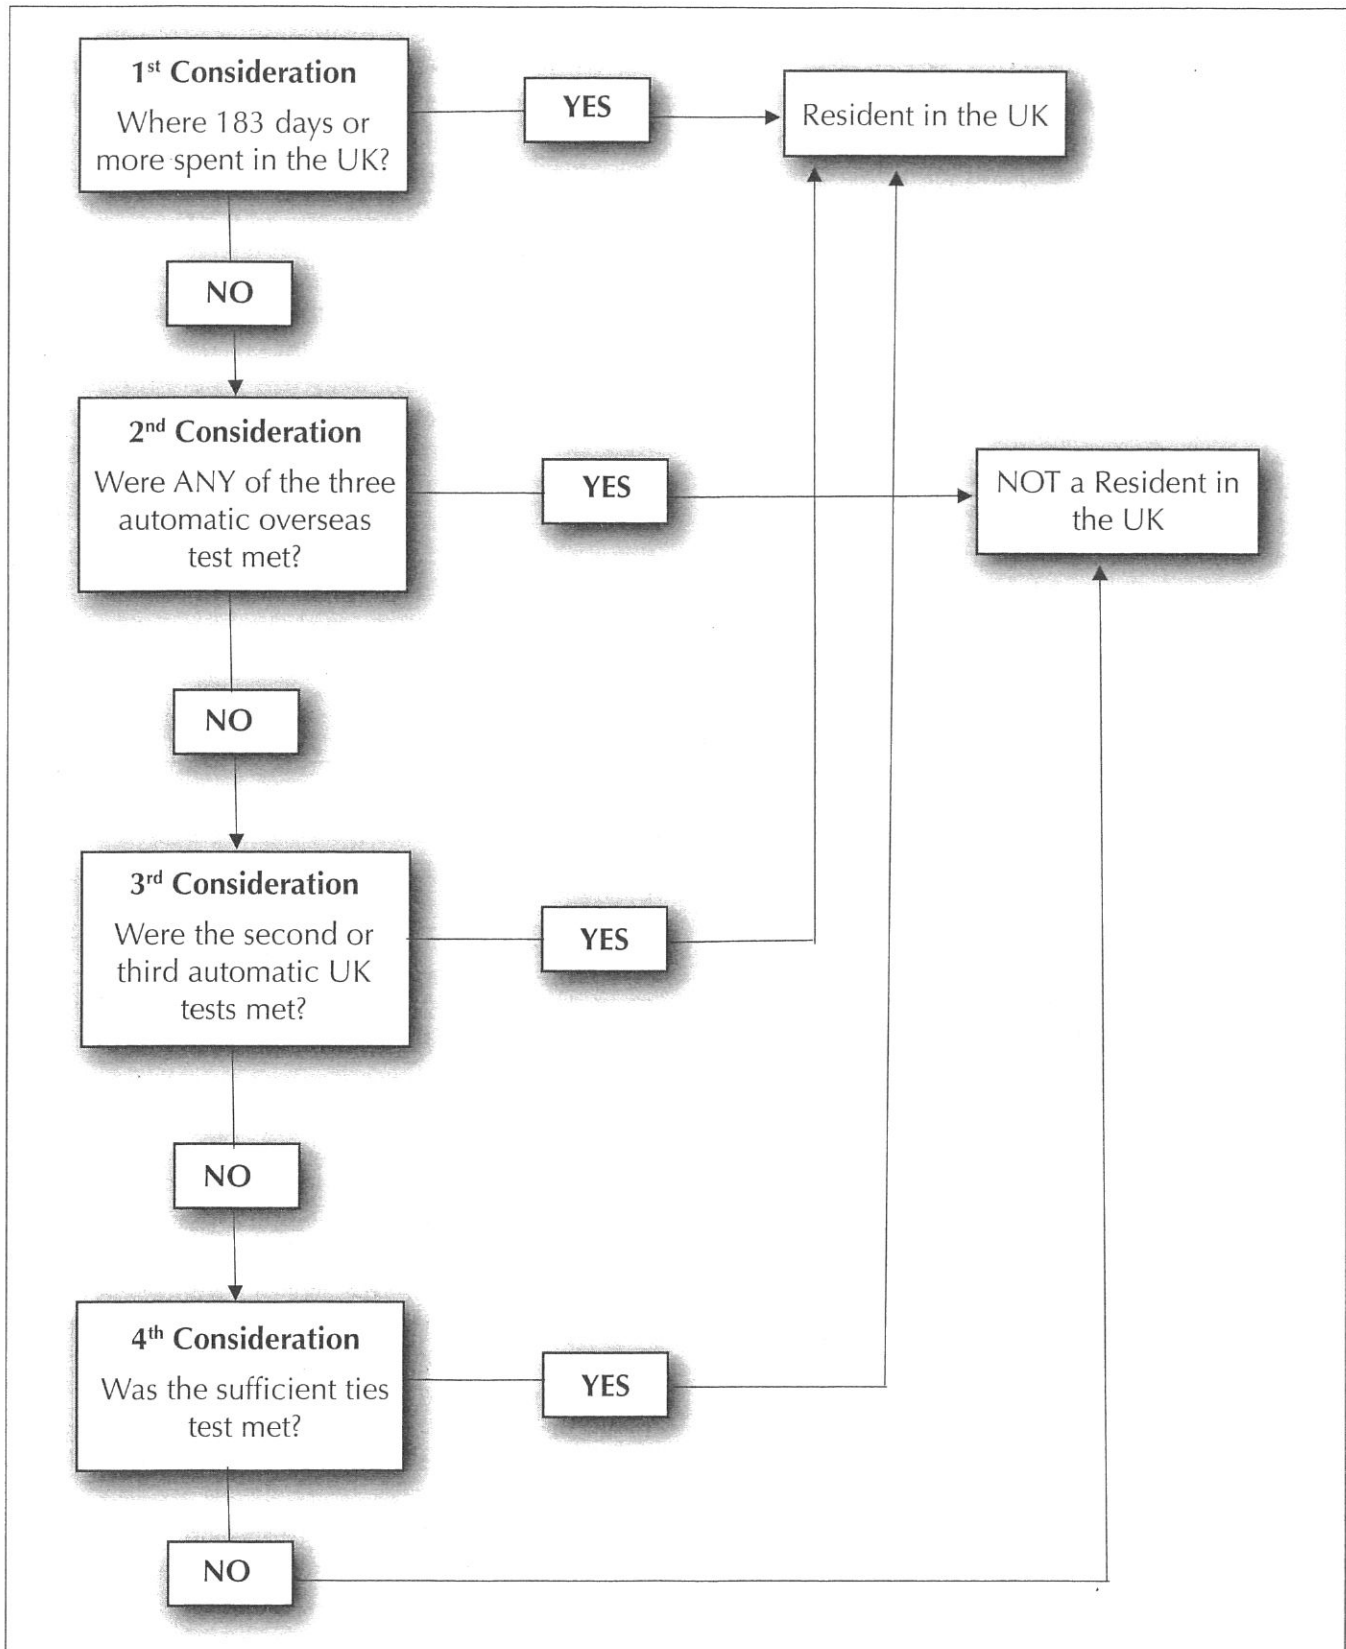 1st Consideration
Where 183 days or
more spent in the UK?
YES
Resident in the UK
NO
2nd Consideration
Were ANY of the three
automatic overseas
test met?
YES
NOT a Resident in
the UK
NO
3rd Consideration
Were the second or
third automatic UK
tests met?
YES
NO
4th Consideration
Was the sufficient ties
test met?
YES
NO